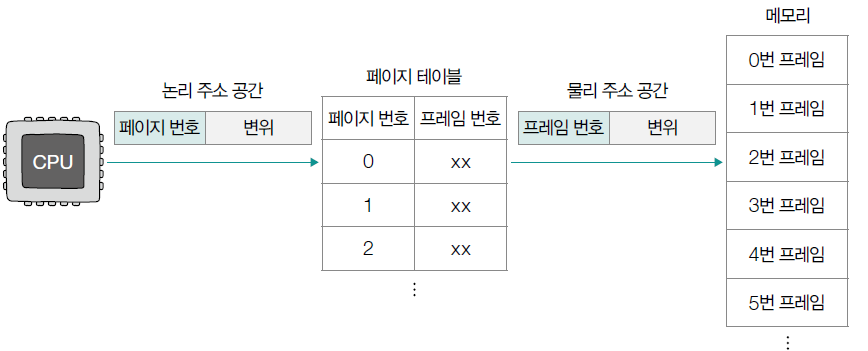 메모리
논리 주소 공간
페이지 테이블
물리 주소 공간
0번 프레임
페이지 번호 변위
페이지 번호 프레임 번호
프레임 번호 변위
1번 프레임
CPU
0 xx
2번 프레임
1 xx
3번 프레임
2 xx
4번 프레임
⋮
5번 프레임
⋮